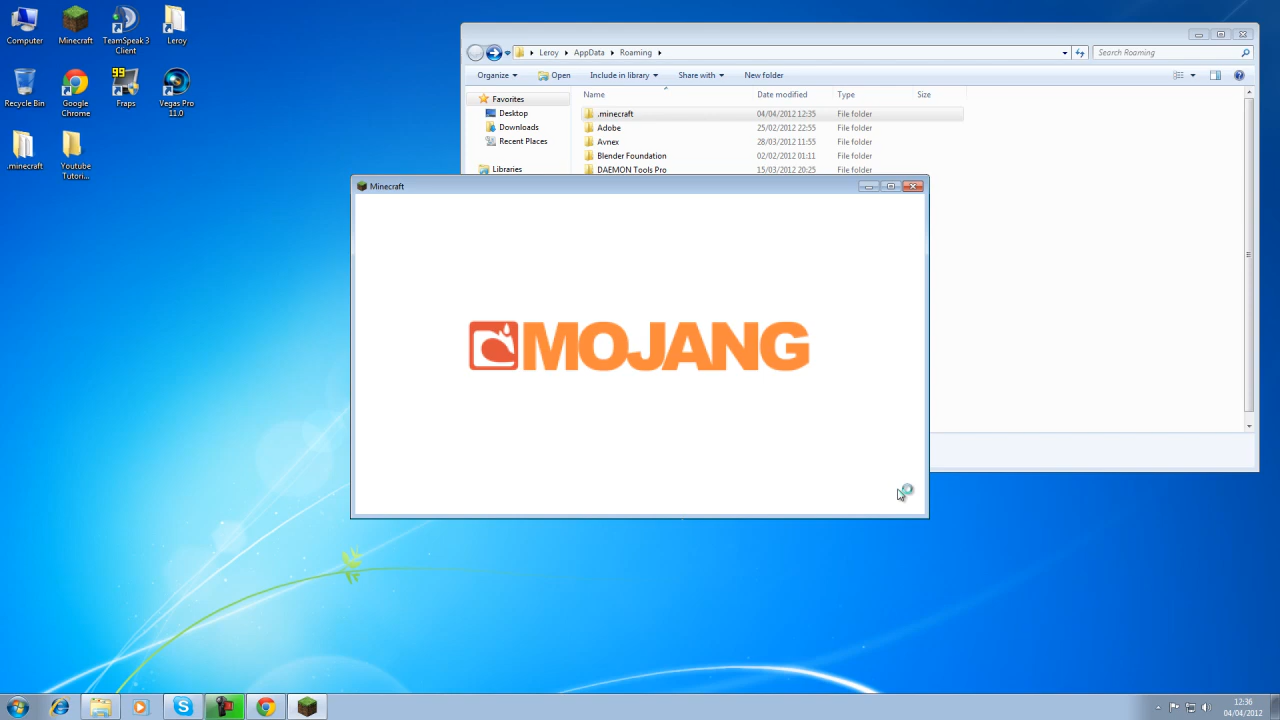 Computer
Minecraft
TeamSpeak 3
Client
Leroy
Recycle Bin
Google
Chrome
99
Fraps
Vegas Pro
11.0
.minecraft
Youtube
Tutori...
Leroy
AppData
Roaming
Search Roaming
Organize
Open
Include in library
Share with
New folder
Favorites
Desktop
Downloads
Recent Places
Libraries
Name
Date modified
Type
Size
.minecraft 04/04/2012 12:35 File folder
Adobe 25/02/2012 22:55 File folder
Avnex 28/03/2012 11:55 File folder
Blender Foundation 02/02/2012 01:11 File folder
DAEMON Tools Pro 15/03/2012 20:25 File folder
Minecraft
MOJANG
12:36
04/04/2012